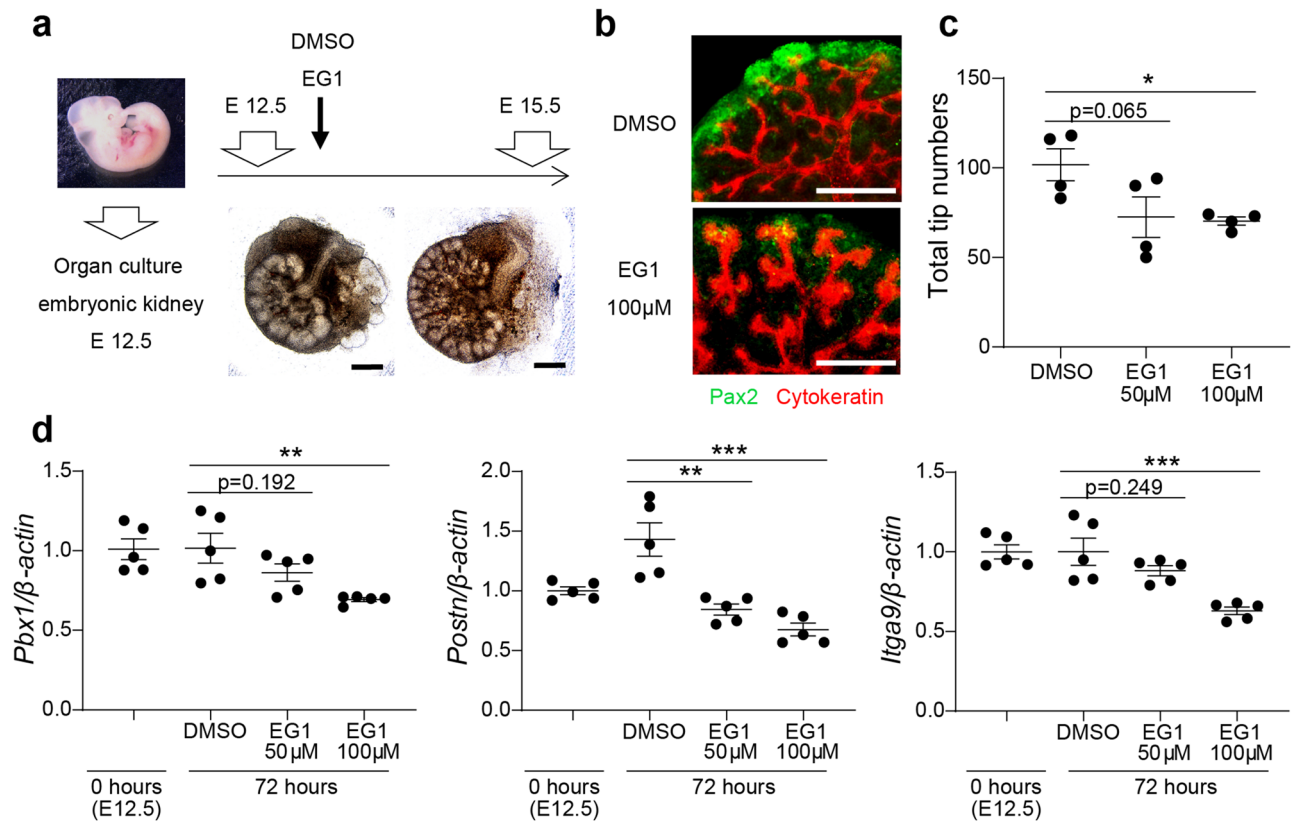 a
DMSO
EG1
E 12.5
E 15.5
Organ culture
embryonic kidney
E 12.5
b
DMSO
EG1
100µM
Pax2 Cytokeratin
c
Total tip numbers
150
100
50
0
*
p=0.065
DMSO
EG1
50µM
EG1
100µM
d
Pbx1/β-actin
1.5
1.0
0.5
0.0
**
p=0.192
DMSO
EG1
50µM
EG1
100µM
0 hours
(E12.5)
72 hours
Postn/β-actin
2.0
1.5
1.0
0.5
0.0
***
**
DMSO
EG1
50µM
EG1
100µM
0 hours
(E12.5)
72 hours
Itga9/β-actin
1.5
1.0
0.5
0.0
***
p=0.249
DMSO
EG1
50µM
EG1
100µM
0 hours
(E12.5)
72 hours